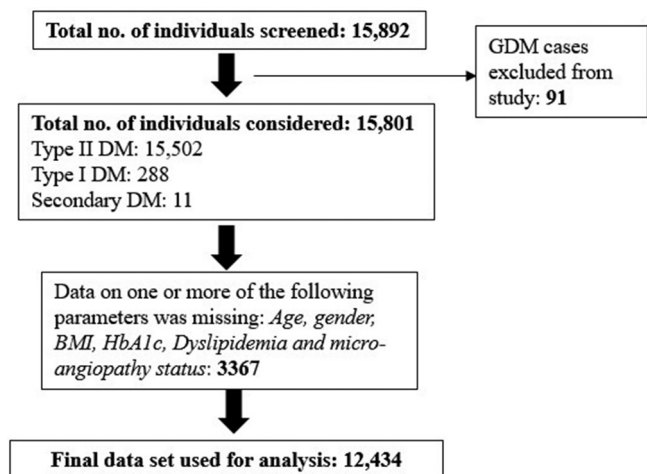 Total no. of individuals screened: 15,892
GDM cases
excluded from
study: 91
Total no. of individuals considered: 15,801
Type II DM: 15,502
Type I DM: 288
Secondary DM: 11
Data on one or more of the following
parameters was missing: Age, gender,
BMI, HbA1c, Dyslipidemia and micro-
angiopathy status: 3367
Final data set used for analysis: 12,434